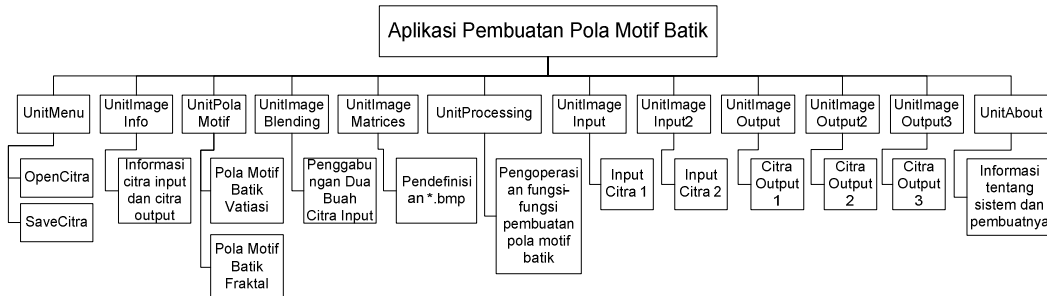 Aplikasi Pembuatan Pola Motif Batik
UnitMenu
UnitImage
Info
UnitPola
Motif
UnitImage
Blending
UnitImage
Matrices
UnitProcessing
UnitImage
Input
UnitImage
Input2
UnitImage
Output
UnitImage
Output2
UnitImage
Output3
UnitAbout
OpenCitra
SaveCitra
Informasi
citra input
dan citra
output
Pola Motif
Batik
Vatiasi
Pola Motif
Batik
Fraktal
Penggabu
ngan Dua
Buah
Citra Input
Pendefinisi
an *.bmp
Pengoperasi
an fungsi-
fungsi
pembuatan
pola motif
batik
Input
Citra 1
Input
Citra 2
Citra
Output
1
Citra
Output
2
Citra
Output
3
Informasi
tentang
sistem dan
pembuatnya